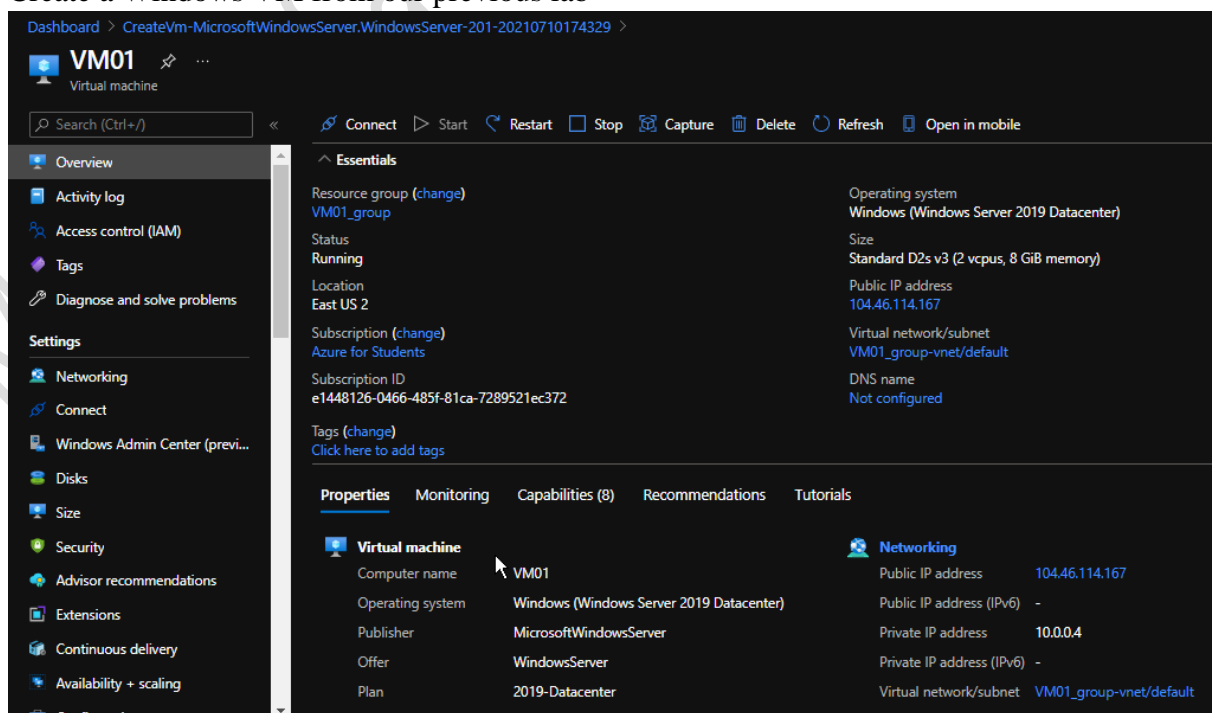 Create a Windows VM from our previous lab
Dashboard > CreateVm-MicrosoftWindowsServer.WindowsServer-201-20210710174329 >
VM01 ...
Virtual machine
Search (Ctrl+/) «
Connect Start Restart Stop Capture Delete Refresh Open in mobile
Overview
Activity log
Access control (IAM)
Tags
Diagnose and solve problems
Settings
Networking
Connect
Windows Admin Center (previ...
Disks
Size
Security
Advisor recommendations
Extensions
Continuous delivery
Availability + scaling
Essentials
Resource group (change)
VM01_group
Status
Running
Location
East US 2
Subscription (change)
Azure for Students
Subscription ID
e1448126-0466-485f-81ca-7289521ec372
Tags (change)
Click here to add tags
Operating system
Windows (Windows Server 2019 Datacenter)
Size
Standard D2s v3 (2 vcpus, 8 GiB memory)
Public IP address
104.46.114.167
Virtual network/subnet
VM01_group-vnet/default
DNS name
Not configured
Properties Monitoring Capabilities (8) Recommendations Tutorials
Virtual machine
Computer name VM01
Operating system Windows (Windows Server 2019 Datacenter)
Publisher MicrosoftWindowsServer
Offer WindowsServer
Plan 2019-Datacenter
Networking
Public IP address 104.46.114.167
Public IP address (IPv6) -
Private IP address 10.0.0.4
Private IP address (IPv6) -
Virtual network/subnet VM01_group-vnet/default